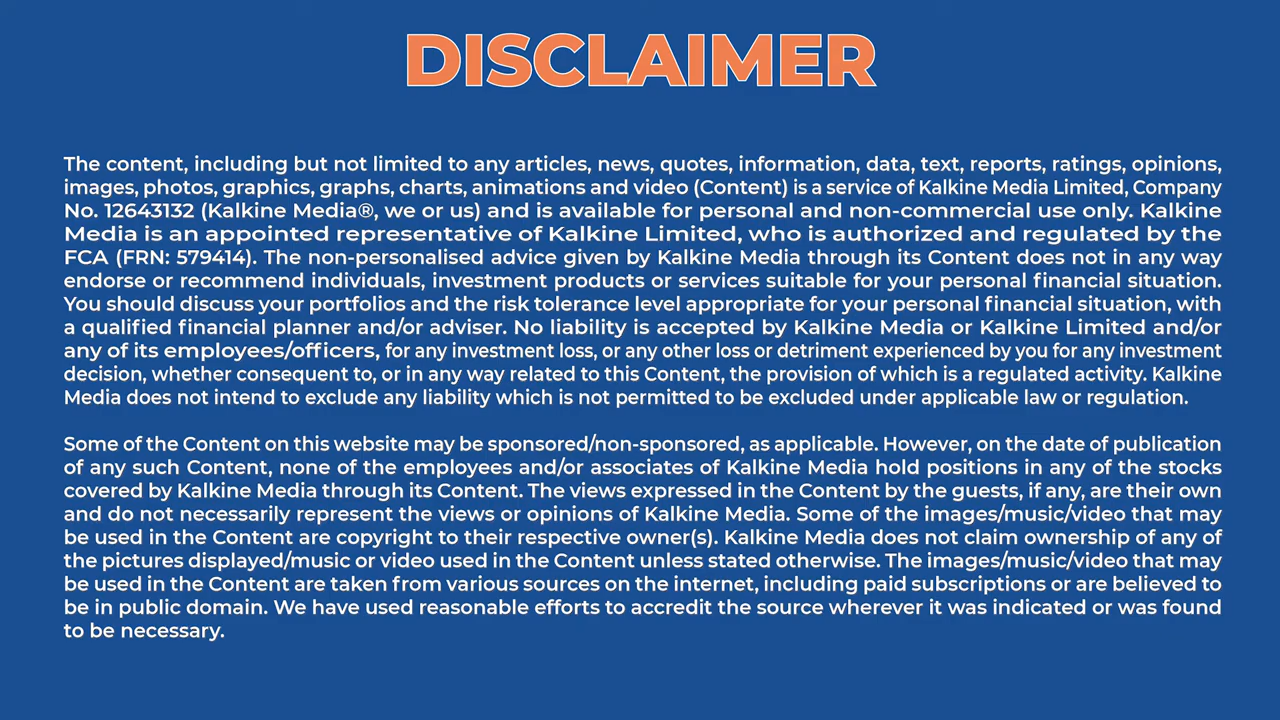 DISCLAIMER
The content, including but not limited to any articles, news, quotes, information, data, text, reports, ratings, opinions,
images, photos, graphics, graphs, charts, animations and video (Content) is a service of Kalkine Media Limited, Company
No. 12643132 (Kalkine Media®, we or us) and is available for personal and non-commercial use only. Kalkine
Media is an appointed representative of Kalkine Limited, who is authorized and regulated by the
FCA (FRN: 579414). The non-personalised advice given by Kalkine Media through its Content does not in any way
endorse or recommend individuals, investment products or services suitable for your personal financial situation.
You should discuss your portfolios and the risk tolerance level appropriate for your personal financial situation, with
a qualified financial planner and/or adviser. No liability is accepted by Kalkine Media or Kalkine Limited and/or
any of its employees/officers, for any investment loss, or any other loss or detriment experienced by you for any investment
decision, whether consequent to, or in any way related to this Content, the provision of which is a regulated activity. Kalkine
Media does not intend to exclude any liability which is not permitted to be excluded under applicable law or regulation.
Some of the Content on this website may be sponsored/non-sponsored, as applicable. However, on the date of publication
of any such Content, none of the employees and/or associates of Kalkine Media hold positions in any of the stocks
covered by Kalkine Media through its Content. The views expressed in the Content by the guests, if any, are their own
and do not necessarily represent the views or opinions of Kalkine Media. Some of the images/music/video that may
be used in the Content are copyright to their respective owner(s). Kalkine Media does not claim ownership of any of
the pictures displayed/music or video used in the Content unless stated otherwise. The images/music/video that may
be used in the Content are taken from various sources on the internet, including paid subscriptions or are believed to
be in public domain. We have used reasonable efforts to accredit the source wherever it was indicated or was found
to be necessary.